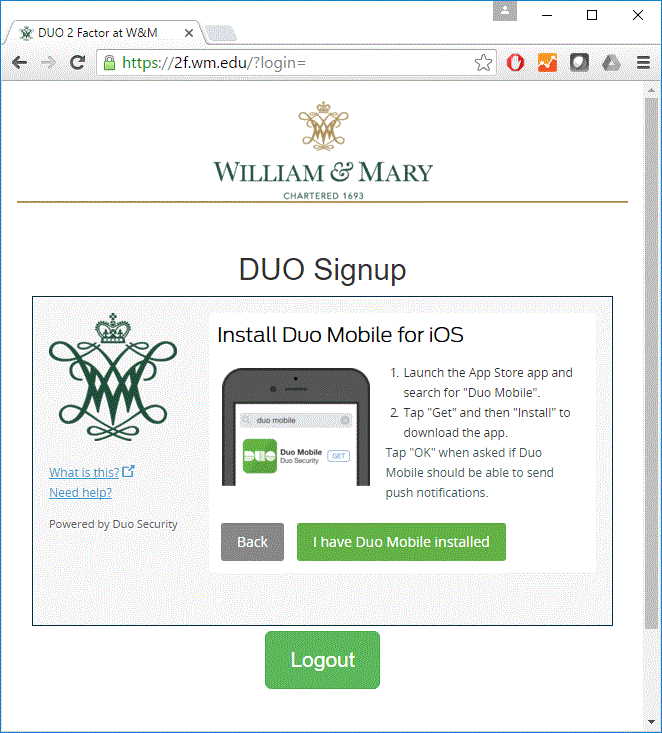 DUO 2 Factor at W&M
https://2f.wm.edu/?login=
WILLIAM & MARY
CHARTERED 1693
DUO Signup
Install Duo Mobile for iOS
1. Launch the App Store app and
search for "Duo Mobile".
2. Tap "Get" and then "Install" to
download the app.
Tap "OK" when asked if Duo
Mobile should be able to send
push notifications.
duo mobile
DUO
Duo Mobile
Duo Security
GET
What is this?
Need help?
Powered by Duo Security
Back
I have Duo Mobile installed
Logout